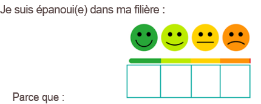 Je suis épanoui(e) dans ma filière :
Parce que :